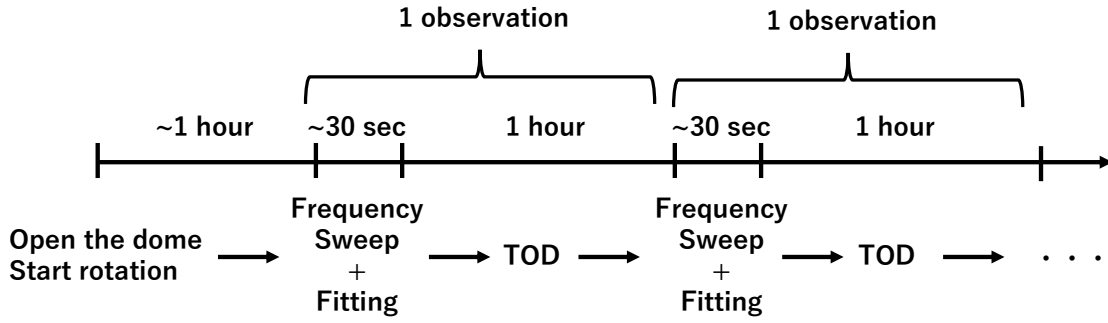 1 observation
1 observation
~1 hour
~30 sec
1 hour
~30 sec
1 hour
Open the dome
Start rotation
Frequency
Sweep
+
Fitting
TOD
Frequency
Sweep
+
Fitting
TOD
. . .